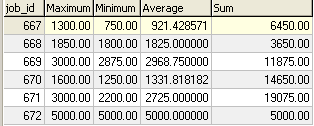 job_id Maximum Minimum Average Sum
667 1300.00 750.00 921.428571 6450.00
668 1850.00 1800.00 1825.000000 3650.00
669 3000.00 2875.00 2968.750000 11875.00
670 1600.00 1250.00 1331.818182 14650.00
671 3000.00 2200.00 2725.000000 19075.00
672 5000.00 5000.00 5000.000000 5000.00